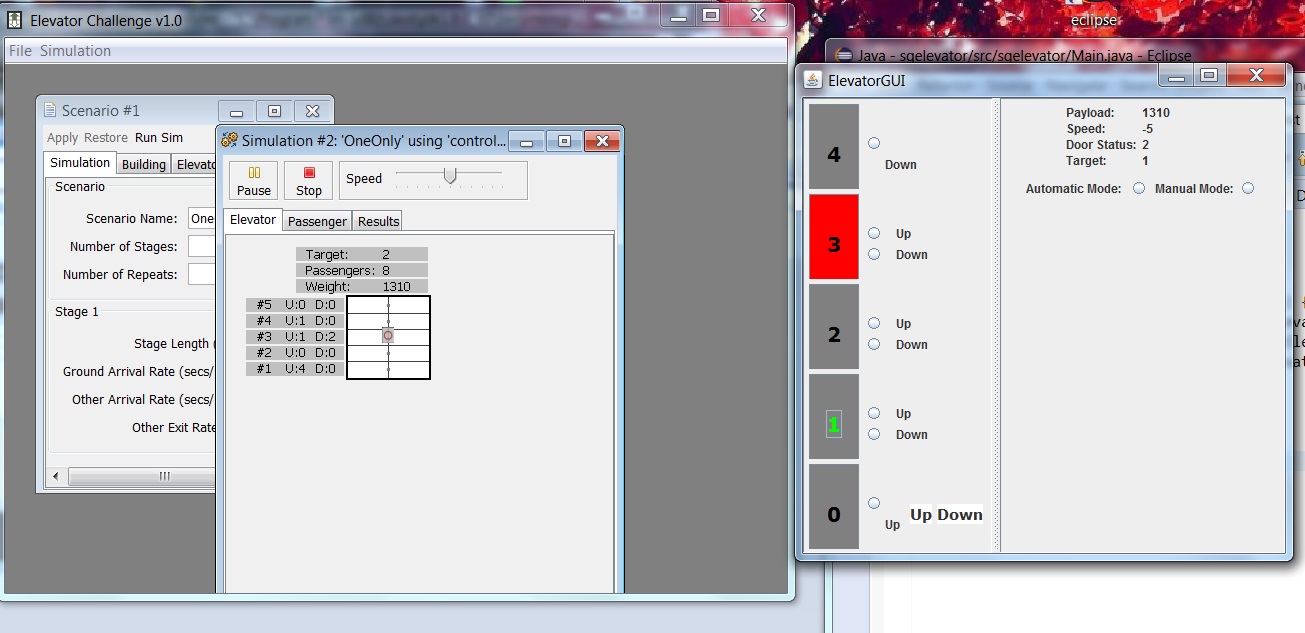 Elevator Challenge v1.0
File Simulation
Scenario #1
Apply Restore Run Sim
Simulation Building
Scenario
Scenario Name:
Number of Stages:
Number of Repeats:
Stage 1
Stage Length
Ground Arrival Rate (secs/
Other Arrival Rate (secs/
Other Exit Rate
Simulation #2: 'OneOnly' using 'control...
Pause Stop Speed
Elevator Passenger Results
Target: 2
Passengers: 8
Weight: 1310
#5 U:0 D:0
#4 U:1 D:0
#3 U:1 D:2
#2 U:0 D:0
#1 U:4 D:0
eclipse
Java - sgelevator/src/sgelevator/Main.java - Eclipse
ElevatorGUI
4 Down
3 Up
Down
2 Up
Down
1 Up
Down
0 Up Up Down
Payload: 1310
Speed: -5
Door Status: 2
Target: 1
Automatic Mode: Manual Mode: